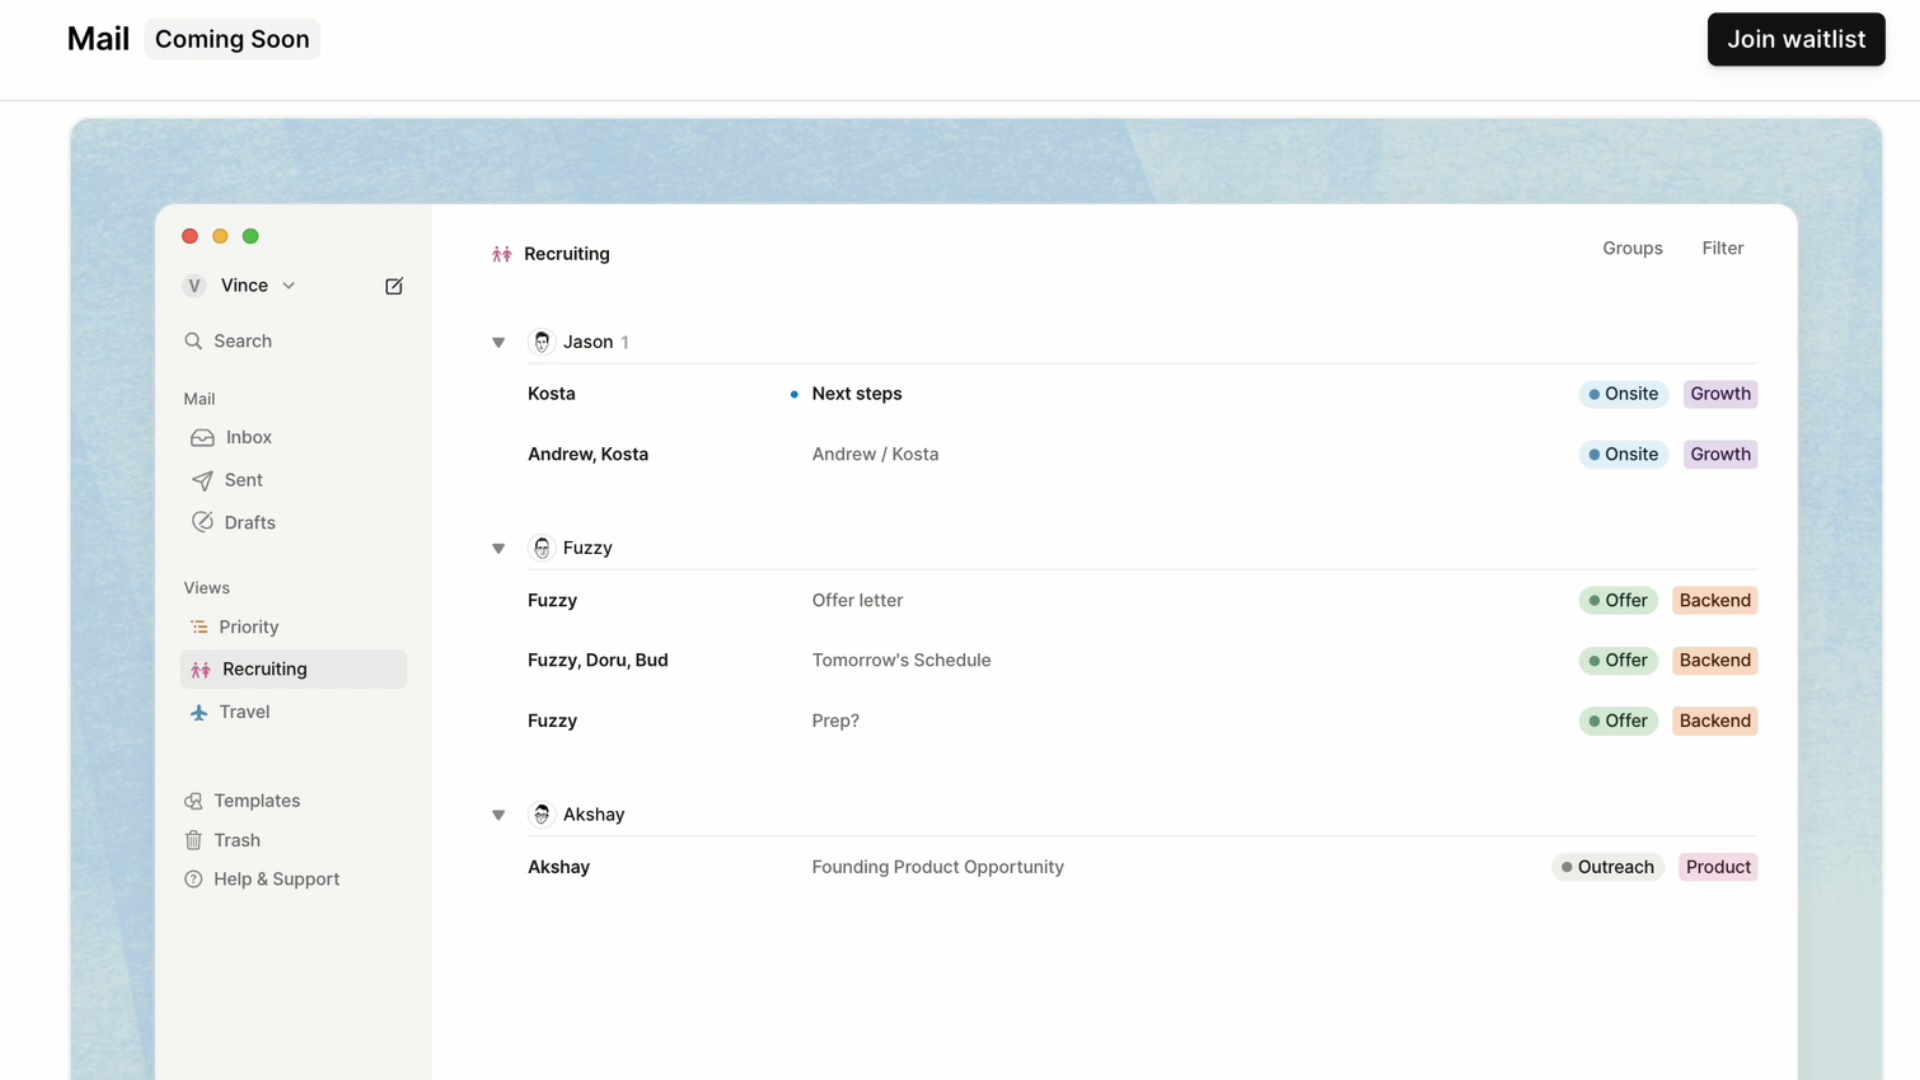 Mail Coming Soon Join waitlist
Recruiting Groups Filter
V Vince
Search
Mail
Inbox
Sent
Drafts
Views
Priority
Recruiting
Travel
Templates
Trash
Help & Support
Jason 1
Kosta Next steps Onsite Growth
Andrew, Kosta Andrew / Kosta Onsite Growth
Fuzzy
Fuzzy Offer letter Offer Backend
Fuzzy, Doru, Bud Tomorrow's Schedule Offer Backend
Fuzzy Prep? Offer Backend
Akshay
Akshay Founding Product Opportunity Outreach Product